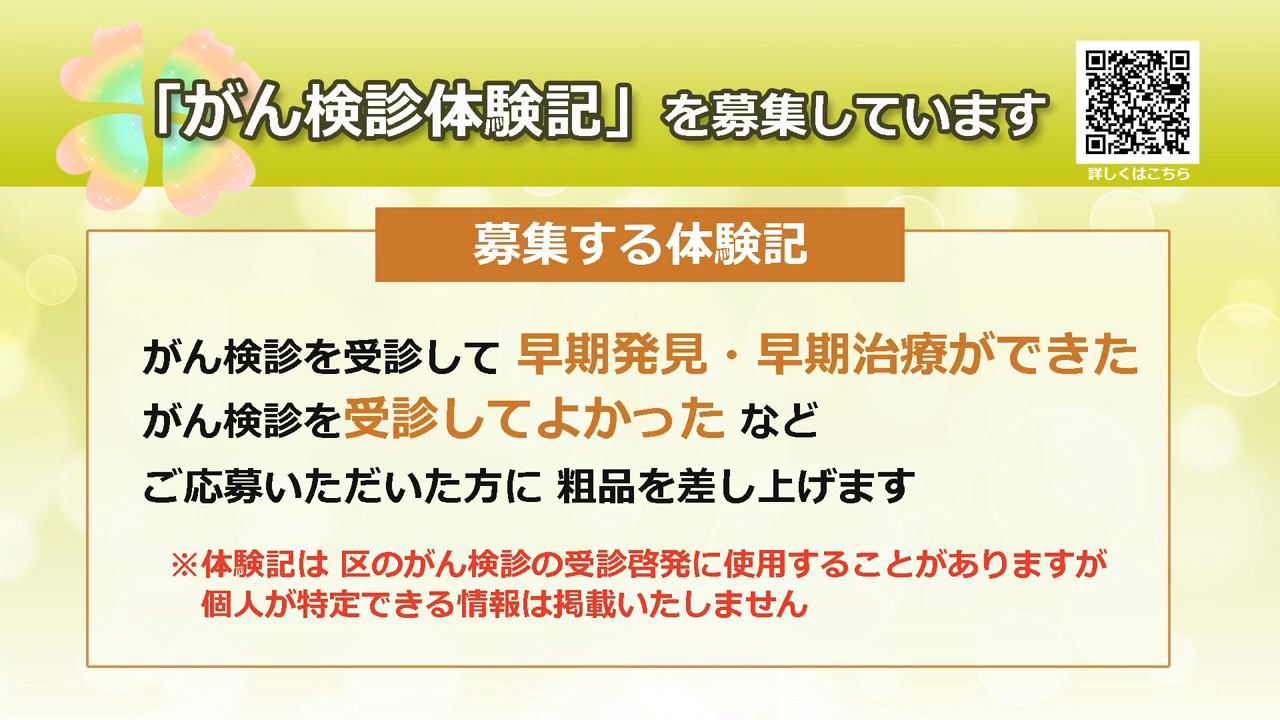 「がん検診体験記」を募集しています
詳しくはこちら
募集する体験記
がん検診を受診して 早期発見・早期治療ができた
がん検診を受診してよかった など
ご応募いただいた方に 粗品を差し上げます
※体験記は 区のがん検診の受診啓発に使用することがありますが
個人が特定できる情報は掲載いたしません